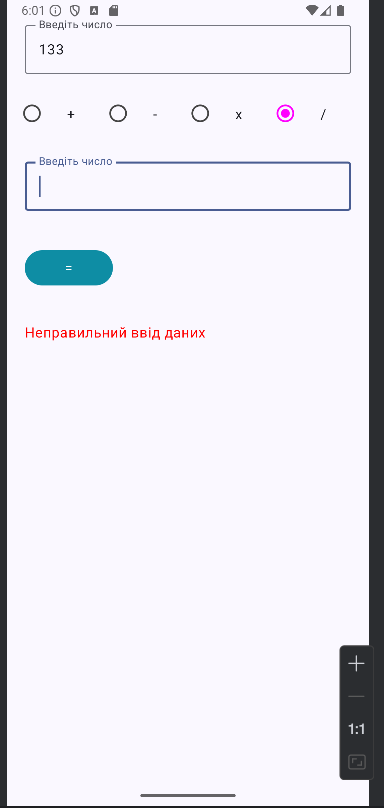 6:01
Введіть число
133
+ - x /
Введіть число
=
Неправильний ввід даних
1:1